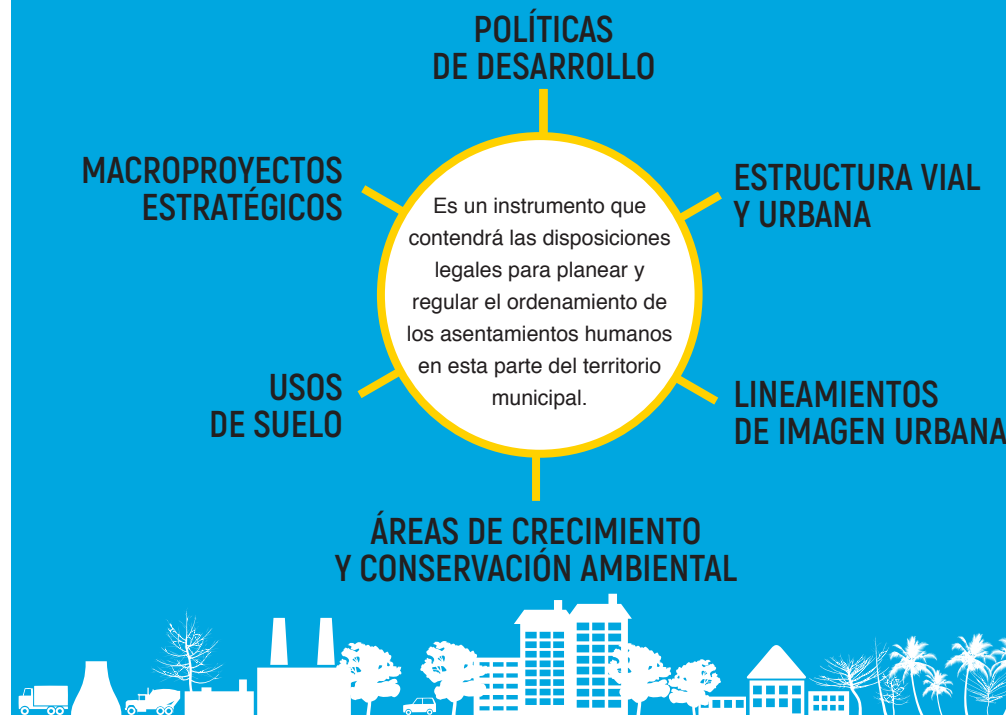 POLÍTICAS
DE DESARROLLO
MACROPROYECTOS
ESTRATÉGICOS
ESTRUCTURA VIAL
Y URBANA
Es un instrumento que
contendrá las disposiciones
legales para planear y
regular el ordenamiento de
los asentamientos humanos
en esta parte del territorio
municipal.
USOS
DE SUELO
LINEAMIENTOS
DE IMAGEN URBANA
ÁREAS DE CRECIMIENTO
Y CONSERVACIÓN AMBIENTAL